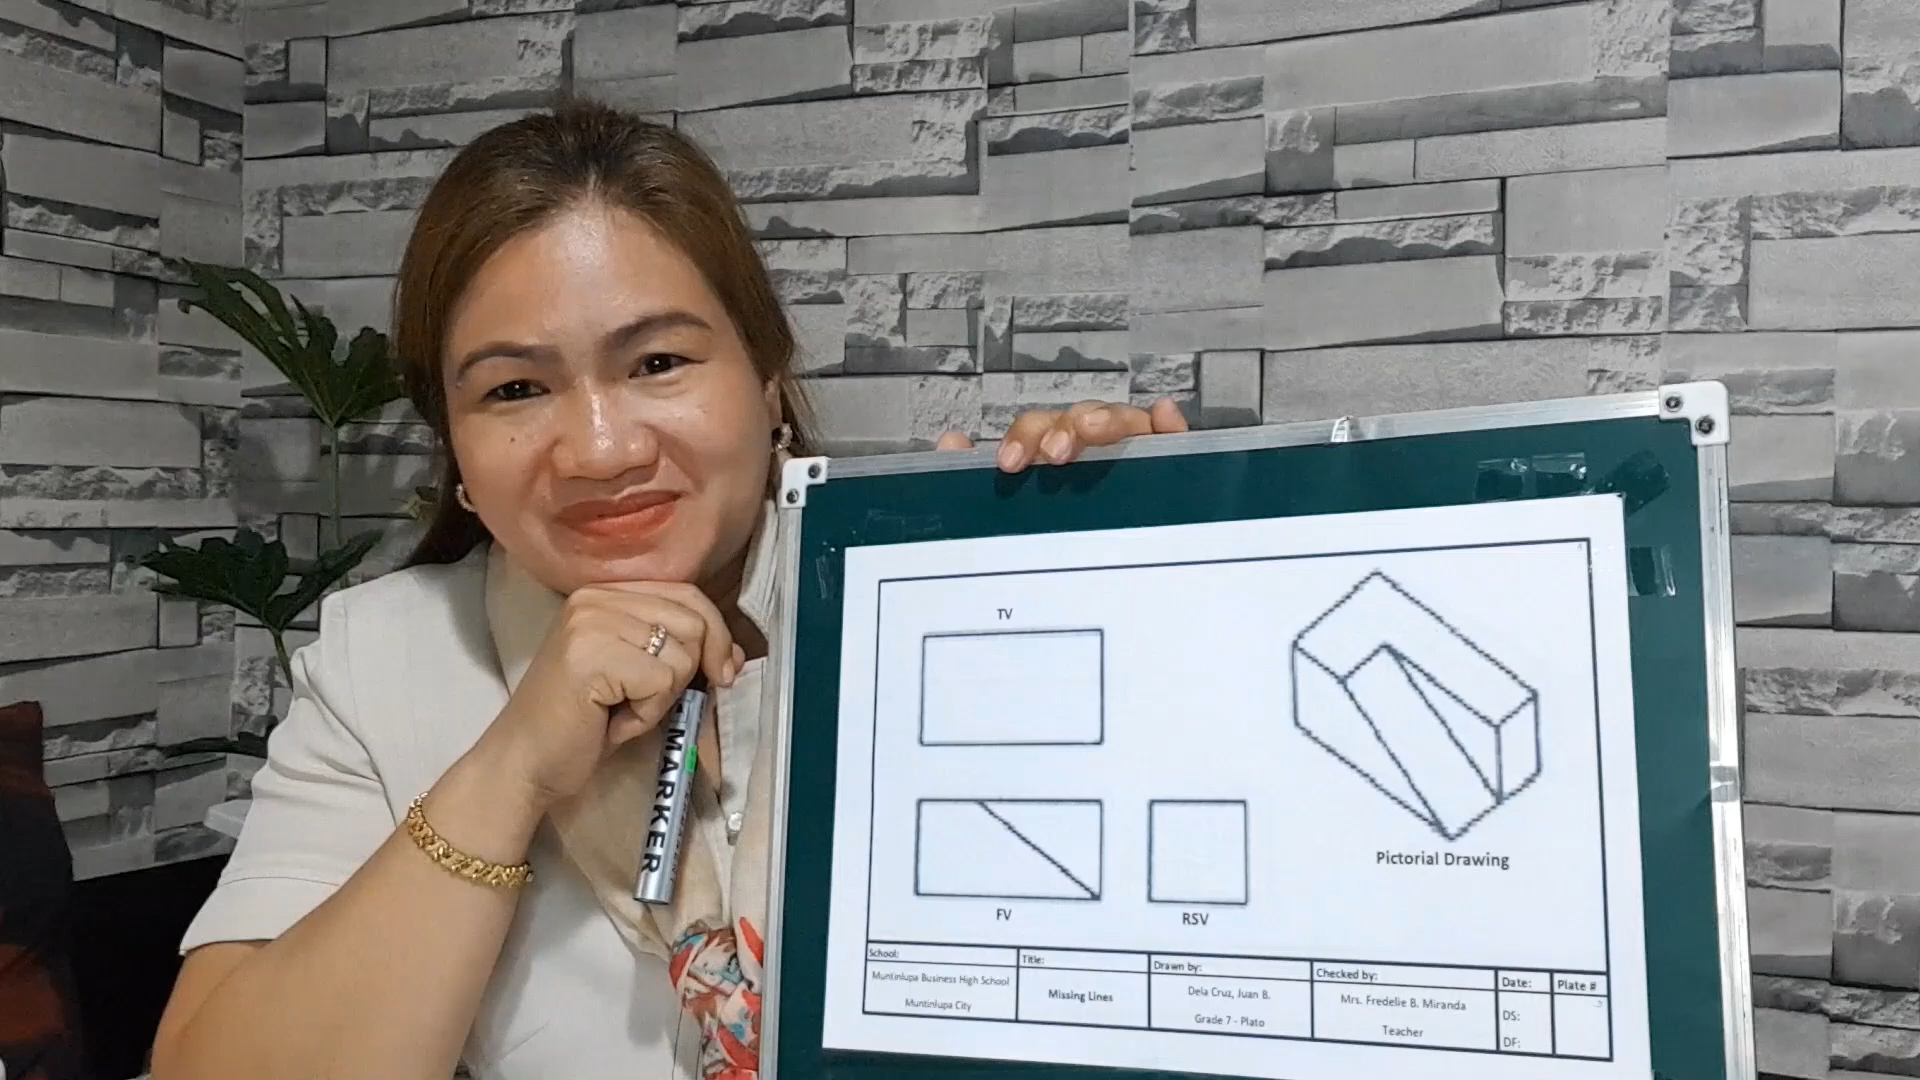 TV
FV
RSV
Pictorial Drawing
MARKER
School:
Muntinlupa Business High School
Muntinlupa City
Title:
Missing Lines
Drawn by:
Dela Cruz, Juan B.
Grade 7 - Plato
Checked by:
Mrs. Fredelie B. Miranda
Teacher
Date:
DS:
DF:
Plate #